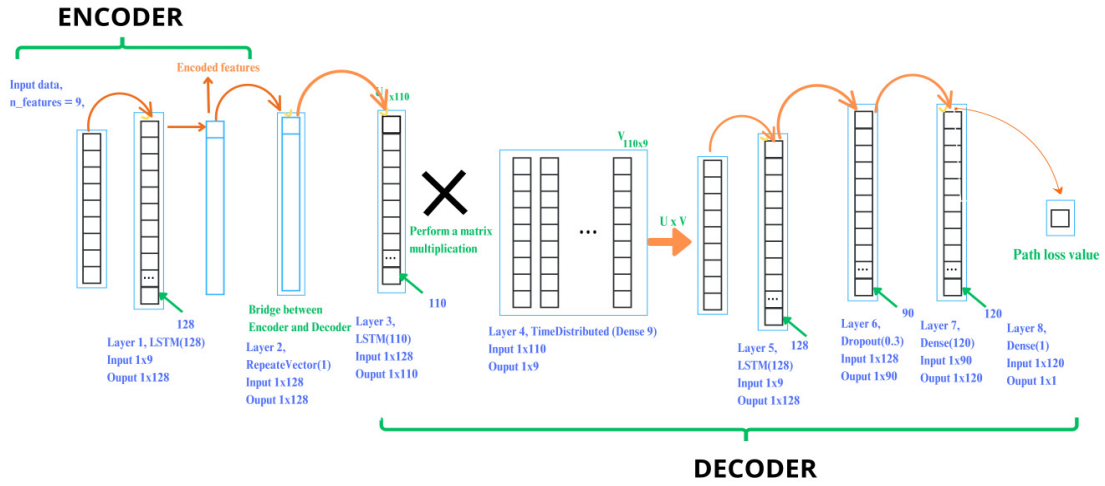 ENCODER
Input data,
n_features = 9,
Encoded features
128
Layer 1, LSTM(128)
Input 1x9
Ouput 1x128
Bridge between
Encoder and Decoder
Layer 2,
RepeateVector(1)
Input 1x128
Ouput 1x128
x110
...
110
Layer 3,
LSTM(110)
Input 1x128
Ouput 1x110
Perform a matrix
multiplication
V110x9
...
Layer 4, TimeDistributed (Dense 9)
Input 1x110
Output 1x9
U x V
...
128
Layer 5,
LSTM(128)
Input 1x9
Ouput 1x128
...
90
Layer 6,
Dropout(0.3)
Input 1x128
Ouput 1x90
...
120
Layer 7,
Dense(120)
Input 1x90
Ouput 1x120
Path loss value
Layer 8,
Dense(1)
Input 1x120
Ouput 1x1
DECODER